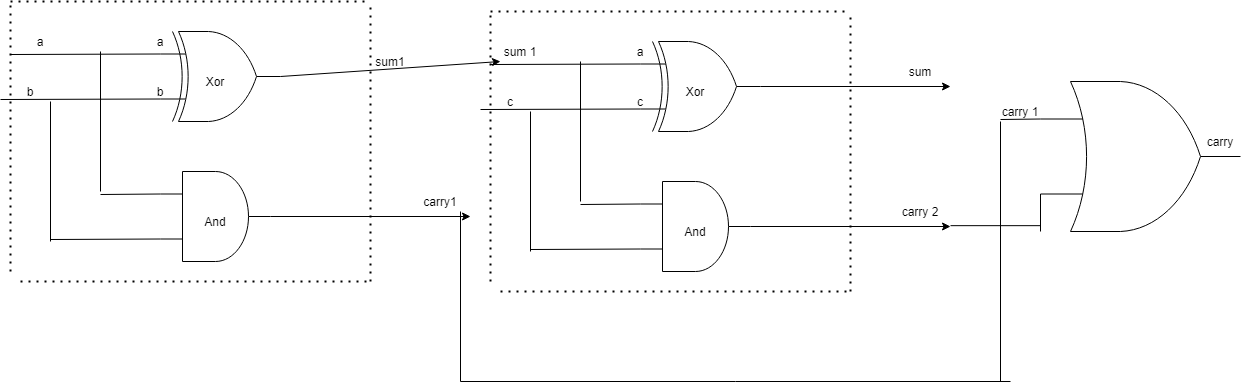 a
a
Xor
b
b
sum1
And
carry1
sum 1
a
Xor
c
c
sum
And
carry 2
carry 1
carry